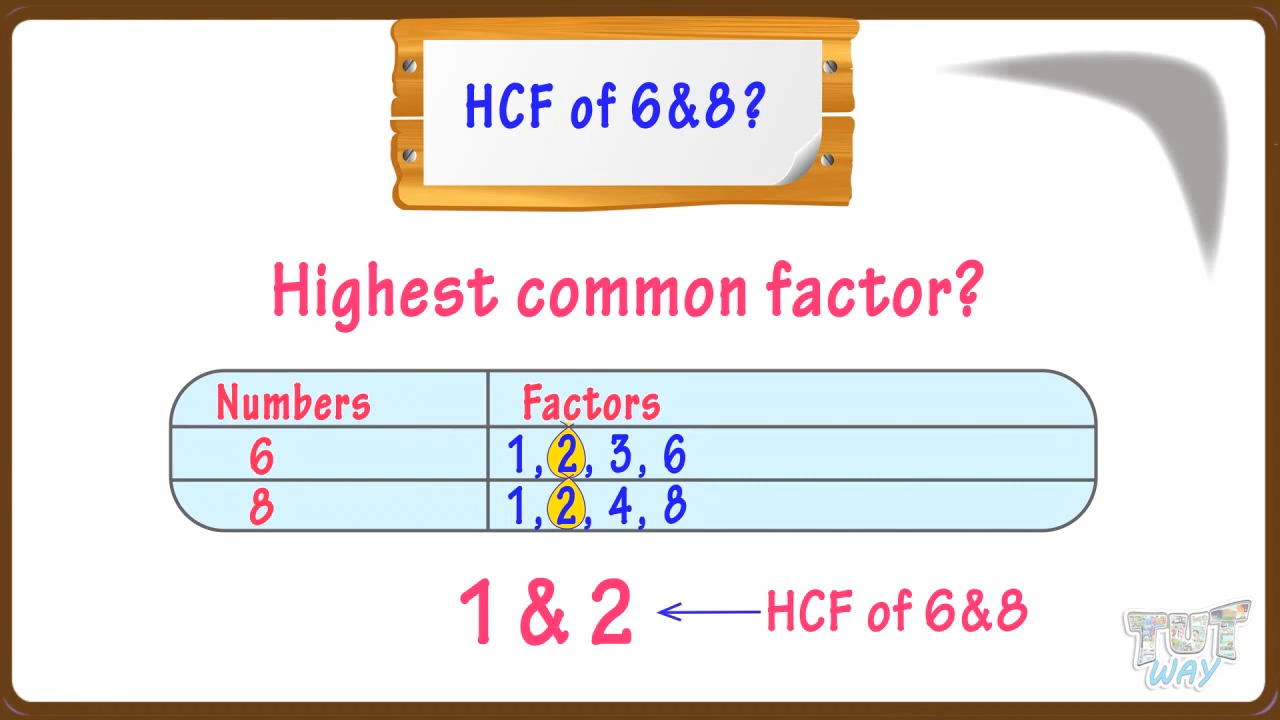 HCF of 6&8?
Highest common factor?
Numbers Factors
6 1, 2, 3, 6
8 1, 2, 4, 8
1 & 2 HCF of 6&8
TUT
WAY